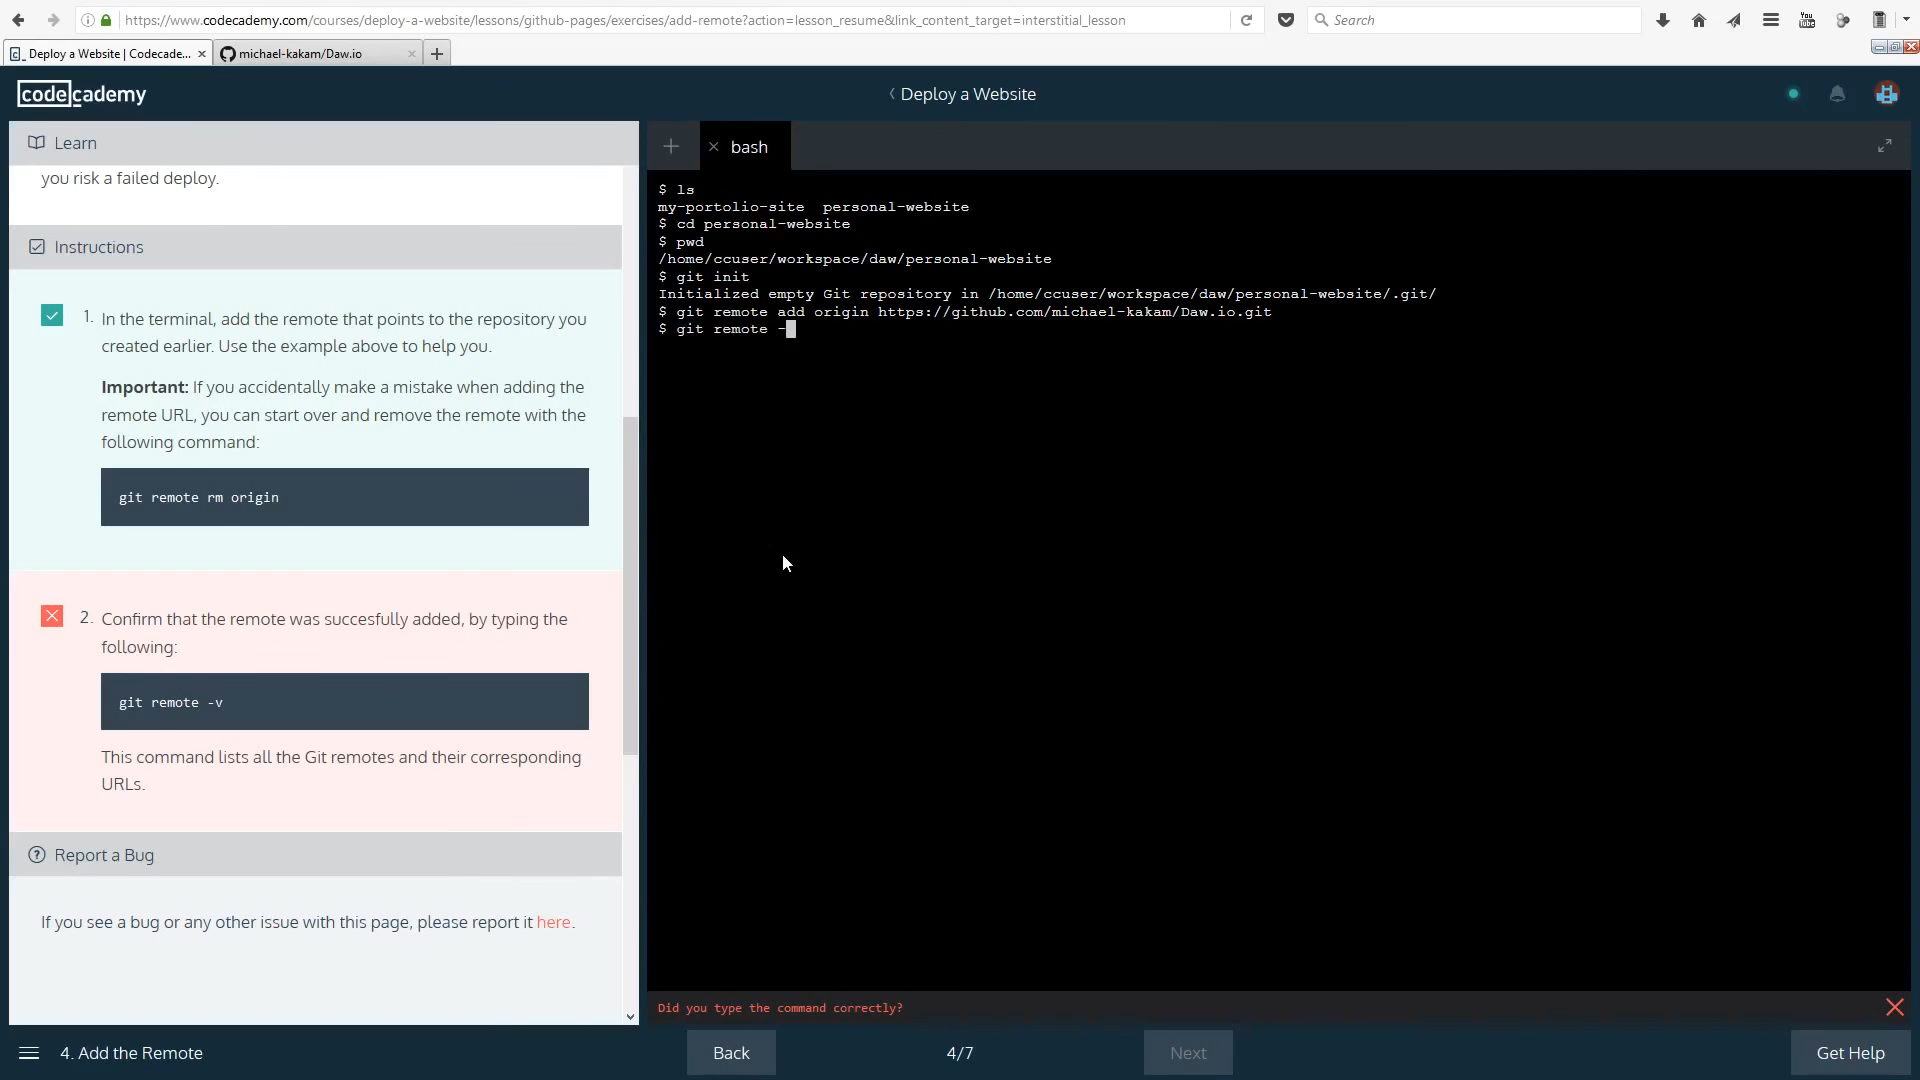 https://www.codecademy.com/courses/deploy-a-website/lessons/github-pages/exercises/add-remote?action=lesson_resume&link_content_target=interstitial_lesson
Search
You Tube
Deploy a Website | Codecade...
michael-kakam/Daw.io
codecademy
Deploy a Website
Learn
bash
you risk a failed deploy.
Instructions
1. In the terminal, add the remote that points to the repository you
created earlier. Use the example above to help you.
Important: If you accidentally make a mistake when adding the
remote URL, you can start over and remove the remote with the
following command:
git remote rm origin
2. Confirm that the remote was succesfully added, by typing the
following:
git remote -v
This command lists all the Git remotes and their corresponding
URLs.
Report a Bug
If you see a bug or any other issue with this page, please report it here.
$ ls
my-portolio-site personal-website
$ cd personal-website
$ pwd
/home/ccuser/workspace/daw/personal-website
$ git init
Initialized empty Git repository in /home/ccuser/workspace/daw/personal-website/.git/
$ git remote add origin https://github.com/michael-kakam/Daw.io.git
$ git remote -
Did you type the command correctly?
4. Add the Remote
Back
4/7
Next
Get Help